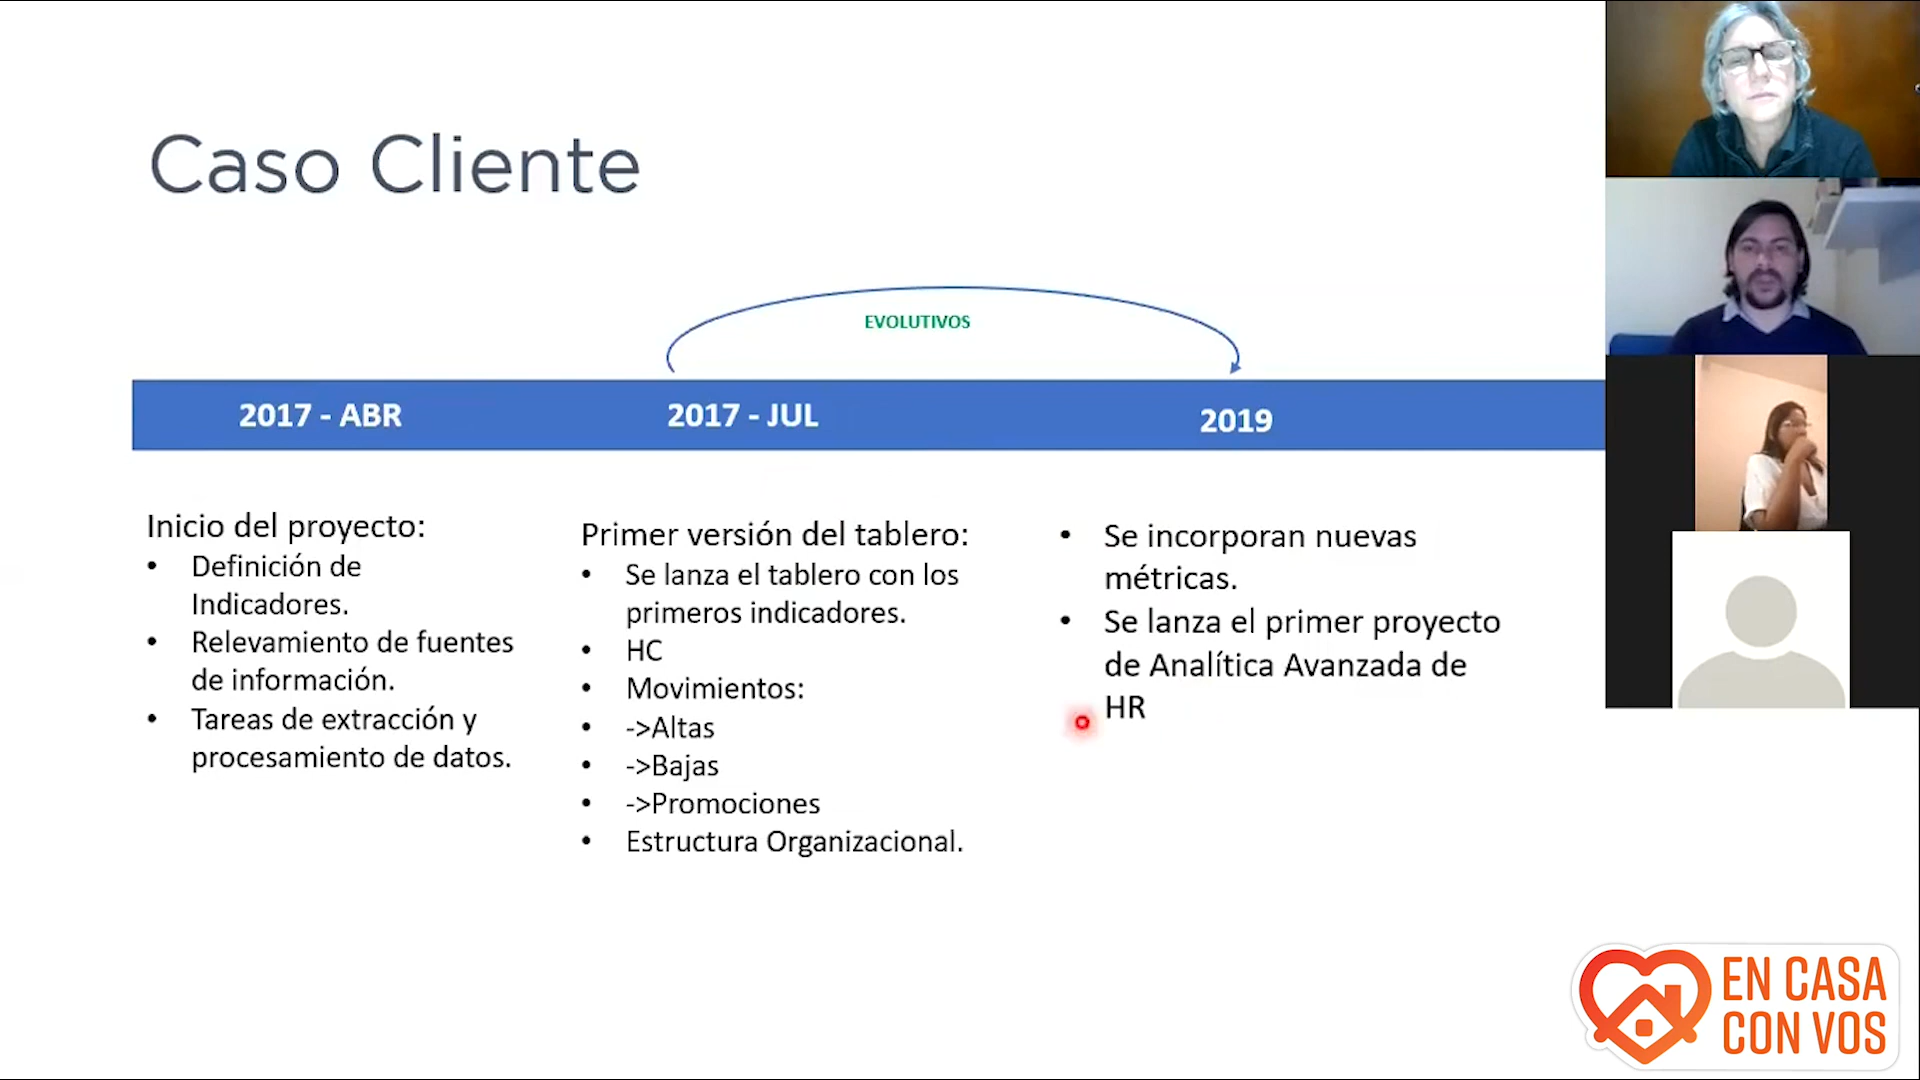 Caso Cliente
EVOLUTIVOS
2017 - ABR
2017 - JUL
2019
Inicio del proyecto:
• Definición de
Indicadores.
• Relevamiento de fuentes
de información.
• Tareas de extracción y
procesamiento de datos.
Primer versión del tablero:
• Se lanza el tablero con los
primeros indicadores.
• HC
• Movimientos:
• ->Altas
• ->Bajas
• ->Promociones
• Estructura Organizacional.
• Se incorporan nuevas
métricas.
• Se lanza el primer proyecto
de Analítica Avanzada de
HR
EN CASA
CON VOS